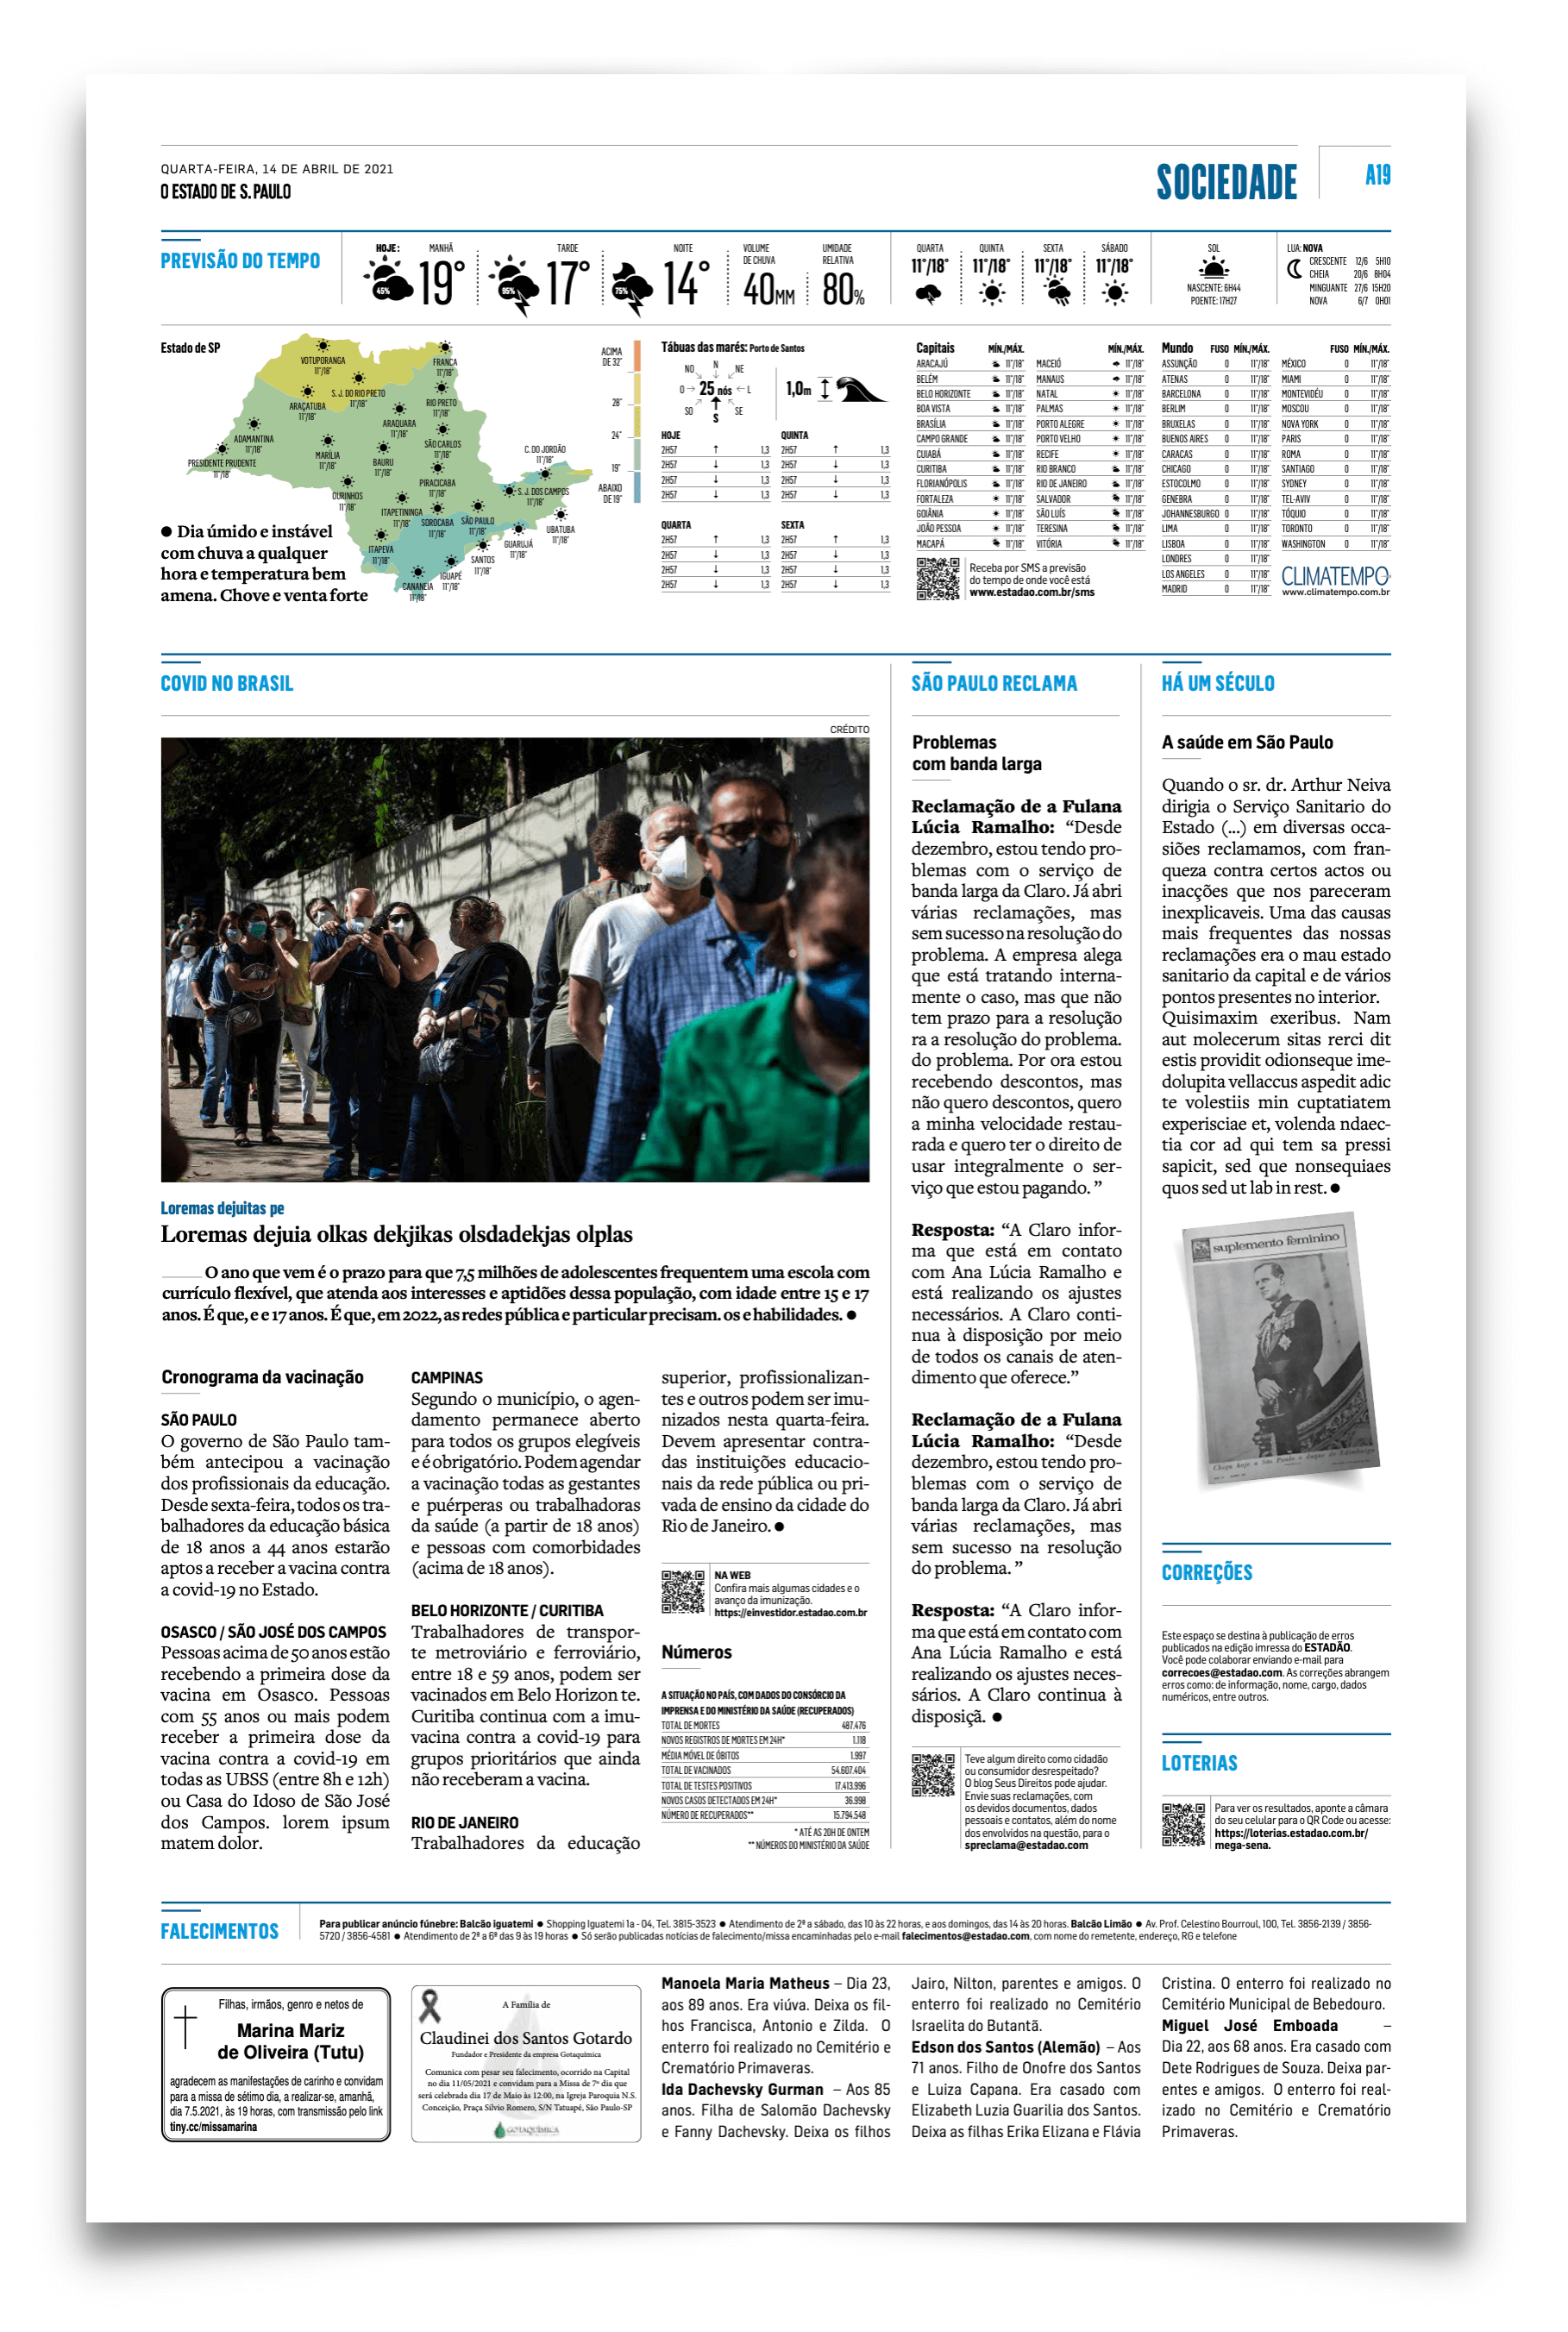 QUARTA-FEIRA, 14 DE ABRIL DE 2021
O ESTADO DE S. PAULO
SOCIEDADE
A19
PREVISÃO DO TEMPO
HOJE: MANHÃ
45% 19°
TARDE
95% 17°
NOITE
75% 14°
VOLUME
DE CHUVA
40MM
UMIDADE
RELATIVA
80%
QUARTA QUINTA SEXTA SÁBADO
11°/18° 11°/18° 11°/18° 11°/18°
SOL
NASCENTE: 6H44
POENTE: 17H27
LUA: NOVA
CRESCENTE 12/6 5H10
CHEIA 20/6 8H04
MINGUANTE 27/6 15H20
NOVA 6/7 0H01
Estado de SP
VOTUPORANGA
11°/18°
FRANCA
11°/18°
S. J. DO RIO PRETO
11°/18°
RIO PRETO
11°/18°
ARAÇATUBA
11°/18°
ARAQUARA
11°/18°
ADAMANTINA
11°/18°
SÃO CARLOS
11°/18°
PRESIDENTE PRUDENTE
11°/18°
MARÍLIA
11°/18°
BAURU
11°/18°
C. DO JORDÃO
11°/18°
PIRACICABA
11°/18°
S. J. DOS CAMPOS
11°/18°
OURINHOS
11°/18°
ITAPETININGA
11°/18°
SOROCABA
11°/18°
SÃO PAULO
11°/18°
UBATUBA
11°/18°
GUARUJÁ
11°/18°
ITAPEVA
11°/18°
SANTOS
11°/18°
IGUAPÉ
11°/18°
CANANEIA
11°/18°
ACIMA
DE 32°
28°
24°
19°
ABAIXO
DE 19°
● Dia úmido e instável
com chuva a qualquer
hora e temperatura bem
amena. Chove e venta forte
Tábuas das marés: Porto de Santos
NO N NE
O → 25 nós ← L
SO S SE
1,0m
HOJE QUINTA
2H57 ↑ 1,3 2H57 ↑ 1,3
2H57 ↓ 1,3 2H57 ↓ 1,3
2H57 ↓ 1,3 2H57 ↓ 1,3
2H57 ↓ 1,3 2H57 ↓ 1,3
QUARTA SEXTA
2H57 ↑ 1,3 2H57 ↑ 1,3
2H57 ↓ 1,3 2H57 ↓ 1,3
2H57 ↓ 1,3 2H57 ↓ 1,3
2H57 ↓ 1,3 2H57 ↓ 1,3
Capitais MÍN./MÁX. MÍN./MÁX.
ARACAJÚ 11°/18° MACEIÓ 11°/18°
BELÉM 11°/18° MANAUS 11°/18°
BELO HORIZONTE 11°/18° NATAL 11°/18°
BOA VISTA 11°/18° PALMAS 11°/18°
BRASÍLIA 11°/18° PORTO ALEGRE 11°/18°
CAMPO GRANDE 11°/18° PORTO VELHO 11°/18°
CUIABÁ 11°/18° RECIFE 11°/18°
CURITIBA 11°/18° RIO BRANCO 11°/18°
FLORIANÓPOLIS 11°/18° RIO DE JANEIRO 11°/18°
FORTALEZA 11°/18° SALVADOR 11°/18°
GOIÂNIA 11°/18° SÃO LUÍS 11°/18°
JOÃO PESSOA 11°/18° TERESINA 11°/18°
MACAPÁ 11°/18° VITÓRIA 11°/18°
Receba por SMS a previsão
do tempo de onde você está
www.estadao.com.br/sms
Mundo FUSO MÍN./MÁX. FUSO MÍN./MÁX.
ASSUNÇÃO 0 11°/18° MÉXICO 0 11°/18°
ATENAS 0 11°/18° MIAMI 0 11°/18°
BARCELONA 0 11°/18° MONTEVIDÉU 0 11°/18°
BERLIM 0 11°/18° MOSCOU 0 11°/18°
BRUXELAS 0 11°/18° NOVA YORK 0 11°/18°
BUENOS AIRES 0 11°/18° PARIS 0 11°/18°
CARACAS 0 11°/18° ROMA 0 11°/18°
CHICAGO 0 11°/18° SANTIAGO 0 11°/18°
ESTOCOLMO 0 11°/18° SYDNEY 0 11°/18°
GENEBRA 0 11°/18° TEL-AVIV 0 11°/18°
JOHANNESBURGO 0 11°/18° TÓQUIO 0 11°/18°
LIMA 0 11°/18° TORONTO 0 11°/18°
LISBOA 0 11°/18° WASHINGTON 0 11°/18°
LONDRES 0 11°/18°
LOS ANGELES 0 11°/18°
MADRID 0 11°/18°
CLIMATEMPO
www.climatempo.com.br
COVID NO BRASIL
CRÉDITO
Loremas dejuitas pe
Loremas dejuia olkas dekjikas olsdadekjas olplas
O ano que vem é o prazo para que 7,5 milhões de adolescentes frequentem uma escola com
currículo flexível, que atenda aos interesses e aptidões dessa população, com idade entre 15 e 17
anos. É que, e e 17 anos. É que, em 2022, as redes pública e particular precisam. os e habilidades. ●
Cronograma da vacinação
SÃO PAULO
O governo de São Paulo tam-
bém antecipou a vacinação
dos profissionais da educação.
Desde sexta-feira, todos os tra-
balhadores da educação básica
de 18 anos a 44 anos estarão
aptos a receber a vacina contra
a covid-19 no Estado.
OSASCO / SÃO JOSÉ DOS CAMPOS
Pessoas acima de 50 anos estão
recebendo a primeira dose da
vacina em Osasco. Pessoas
com 55 anos ou mais podem
receber a primeira dose da
vacina contra a covid-19 em
todas as UBSS (entre 8h e 12h)
ou Casa do Idoso de São José
dos Campos. lorem ipsum
matem dolor.
CAMPINAS
Segundo o município, o agen-
damento permanece aberto
para todos os grupos elegíveis
e é obrigatório. Podem agendar
a vacinação todas as gestantes
e puérperas ou trabalhadoras
da saúde (a partir de 18 anos)
e pessoas com comorbidades
(acima de 18 anos).
BELO HORIZONTE / CURITIBA
Trabalhadores de transpor-
te metroviário e ferroviário,
entre 18 e 59 anos, podem ser
vacinados em Belo Horizon te.
Curitiba continua com a imu-
vacina contra a covid-19 para
grupos prioritários que ainda
não receberam a vacina.
RIO DE JANEIRO
Trabalhadores da educação
superior, profissionalizan-
tes e outros podem ser imu-
nizados nesta quarta-feira.
Devem apresentar contra-
das instituições educacio-
nais da rede pública ou pri-
vada de ensino da cidade do
Rio de Janeiro. ●
NA WEB
Confira mais algumas cidades e o
avanço da imunização.
https://einvestidor.estadao.com.br
Números
A SITUAÇÃO NO PAÍS, COM DADOS DO CONSÓRCIO DA
IMPRENSA E DO MINISTÉRIO DA SAÚDE (RECUPERADOS)
TOTAL DE MORTES 487.476
NOVOS REGISTROS DE MORTES EM 24H* 1.118
MÉDIA MÓVEL DE ÓBITOS 1.997
TOTAL DE VACINADOS 54.607.404
TOTAL DE TESTES POSITIVOS 17.413.996
NOVOS CASOS DETECTADOS EM 24H* 36.998
NÚMERO DE RECUPERADOS** 15.794.548
* ATÉ AS 20H DE ONTEM
** NÚMEROS DO MINISTÉRIO DA SAÚDE
SÃO PAULO RECLAMA
Problemas
com banda larga
Reclamação de a Fulana
Lúcia Ramalho: “Desde
dezembro, estou tendo pro-
blemas com o serviço de
banda larga da Claro. Já abri
várias reclamações, mas
sem sucesso na resolução do
problema. A empresa alega
que está tratando interna-
mente o caso, mas que não
tem prazo para a resolução
ra a resolução do problema.
do problema. Por ora estou
recebendo descontos, mas
não quero descontos, quero
a minha velocidade restau-
rada e quero ter o direito de
usar integralmente o ser-
viço que estou pagando. ”
Resposta: “A Claro infor-
ma que está em contato
com Ana Lúcia Ramalho e
está realizando os ajustes
necessários. A Claro conti-
nua à disposição por meio
de todos os canais de aten-
dimento que oferece.”
Reclamação de a Fulana
Lúcia Ramalho: “Desde
dezembro, estou tendo pro-
blemas com o serviço de
banda larga da Claro. Já abri
várias reclamações, mas
sem sucesso na resolução
do problema. ”
Resposta: “A Claro infor-
ma que está em contato com
Ana Lúcia Ramalho e está
realizando os ajustes neces-
sários. A Claro continua à
disposiçã. ●
Teve algum direito como cidadão
ou consumidor desrespeitado?
O blog Seus Direitos pode ajudar.
Envie suas reclamações, com
os devidos documentos, dados
pessoais e contatos, além do nome
dos envolvidos na questão, para o
spreclama@estadao.com
HÁ UM SÉCULO
A saúde em São Paulo
Quando o sr. dr. Arthur Neiva
dirigia o Serviço Sanitario do
Estado (...) em diversas occa-
siões reclamamos, com fran-
queza contra certos actos ou
inacções que nos pareceram
inexplicaveis. Uma das causas
mais frequentes das nossas
reclamações era o mau estado
sanitario da capital e de vários
pontos presentes no interior.
Quisimaxim exeribus. Nam
aut molecerum sitas rerci dit
estis providit odionseque ime-
dolupita vellaccus aspedit adic
te volestiis min cuptatiatem
experisciae et, volenda ndaec-
tia cor ad qui tem sa pressi
sapicit, sed que nonsequiaes
quos sed ut lab in rest. ●
suplemento feminino
Chega hoje a São Paulo o duque de Edimburgo
CORREÇÕES
Este espaço se destina à publicação de erros
publicados na edição imressa do ESTADÃO.
Você pode colaborar enviando e-mail para
correcoes@estadao.com. As correções abrangem
erros como: de informação, nome, cargo, dados
numéricos, entre outros.
LOTERIAS
Para ver os resultados, aponte a câmara
do seu celular para o QR Code ou acesse:
https://loterias.estadao.com.br/
mega-sena.
FALECIMENTOS
Para publicar anúncio fúnebre: Balcão iguatemi ● Shopping Iguatemi 1a - 04, Tel. 3815-3523 ● Atendimento de 2ª a sábado, das 10 às 22 horas, e aos domingos, das 14 às 20 horas. Balcão Limão ● Av. Prof. Celestino Bourroul, 100, Tel. 3856-2139 / 3856-
5720 / 3856-4581 ● Atendimento de 2ª a 6ª das 9 às 19 horas ● Só serão publicadas notícias de falecimento/missa encaminhadas pelo e-mail falecimentos@estadao.com, com nome do remetente, endereço, RG e telefone
Filhas, irmãos, genro e netos de
Marina Mariz
de Oliveira (Tutu)
agradecem as manifestações de carinho e convidam
para a missa de sétimo dia, a realizar-se, amanhã,
dia 7.5.2021, às 19 horas, com transmissão pelo link
tiny.cc/missamarina
A Família de
Claudinei dos Santos Gotardo
Fundador e Presidente da empresa Gotaquímica
Comunica com pesar seu falecimento, ocorrido na Capital
no dia 11/05/2021 e convidam para a Missa de 7º dia que
será celebrada dia 17 de Maio às 12:00, na Igreja Paroquia N.S.
Conceição, Praça Silvio Romero, S/N Tatuapé, São Paulo-SP
GOTAQUÍMICA
Manoela Maria Matheus – Dia 23,
aos 89 anos. Era viúva. Deixa os fil-
hos Francisca, Antonio e Zilda. O
enterro foi realizado no Cemitério e
Crematório Primaveras.
Ida Dachevsky Gurman – Aos 85
anos. Filha de Salomão Dachevsky
e Fanny Dachevsky. Deixa os filhos
Jairo, Nilton, parentes e amigos. O
enterro foi realizado no Cemitério
Israelita do Butantã.
Edson dos Santos (Alemão) – Aos
71 anos. Filho de Onofre dos Santos
e Luiza Capana. Era casado com
Elizabeth Luzia Guarilia dos Santos.
Deixa as filhas Erika Elizana e Flávia
Cristina. O enterro foi realizado no
Cemitério Municipal de Bebedouro.
Miguel José Emboada –
Dia 22, aos 68 anos. Era casado com
Dete Rodrigues de Souza. Deixa par-
entes e amigos. O enterro foi real-
izado no Cemitério e Crematório
Primaveras.